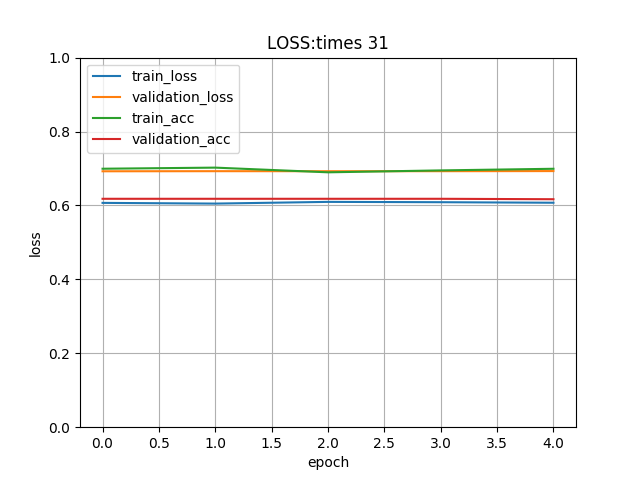 LOSS:times 31
1.0
0.8
0.6
0.4
0.2
0.0
loss
train_loss
validation_loss
train_acc
validation_acc
0.0 0.5 1.0 1.5 2.0 2.5 3.0 3.5 4.0
epoch